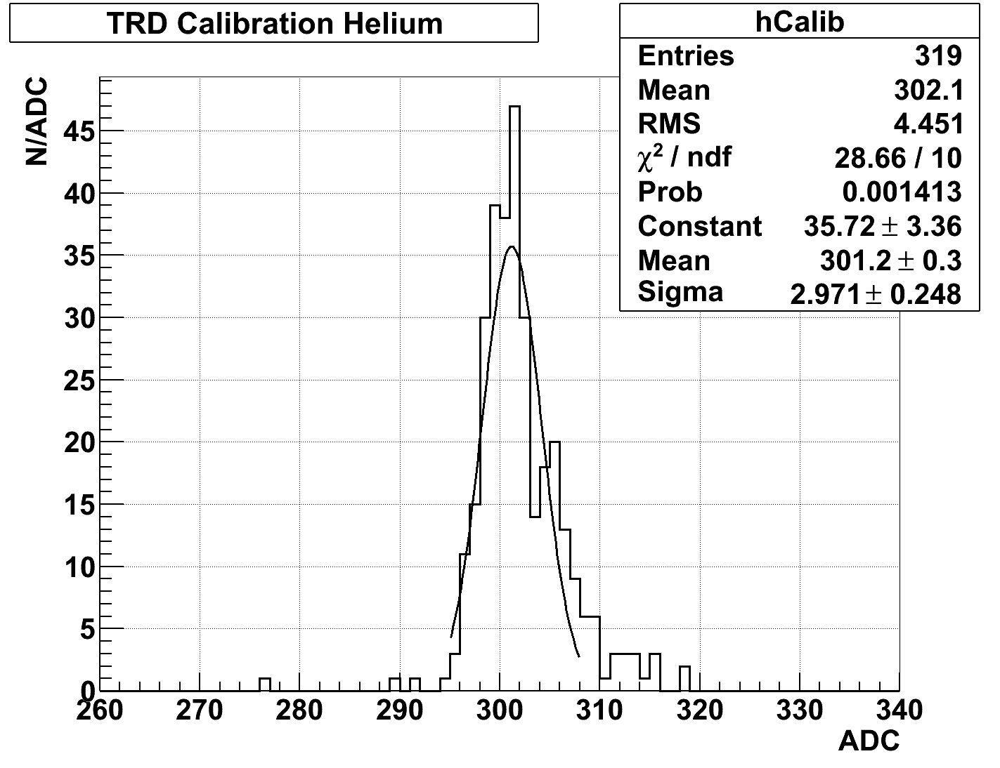 TRD Calibration Helium
hCalib
Entries 319
Mean 302.1
RMS 4.451
χ² / ndf 28.66 / 10
Prob 0.001413
Constant 35.72 ± 3.36
Mean 301.2 ± 0.3
Sigma 2.971 ± 0.248
N/ADC
45
40
35
30
25
20
15
10
5
0
260 270 280 290 300 310 320 330 340
ADC